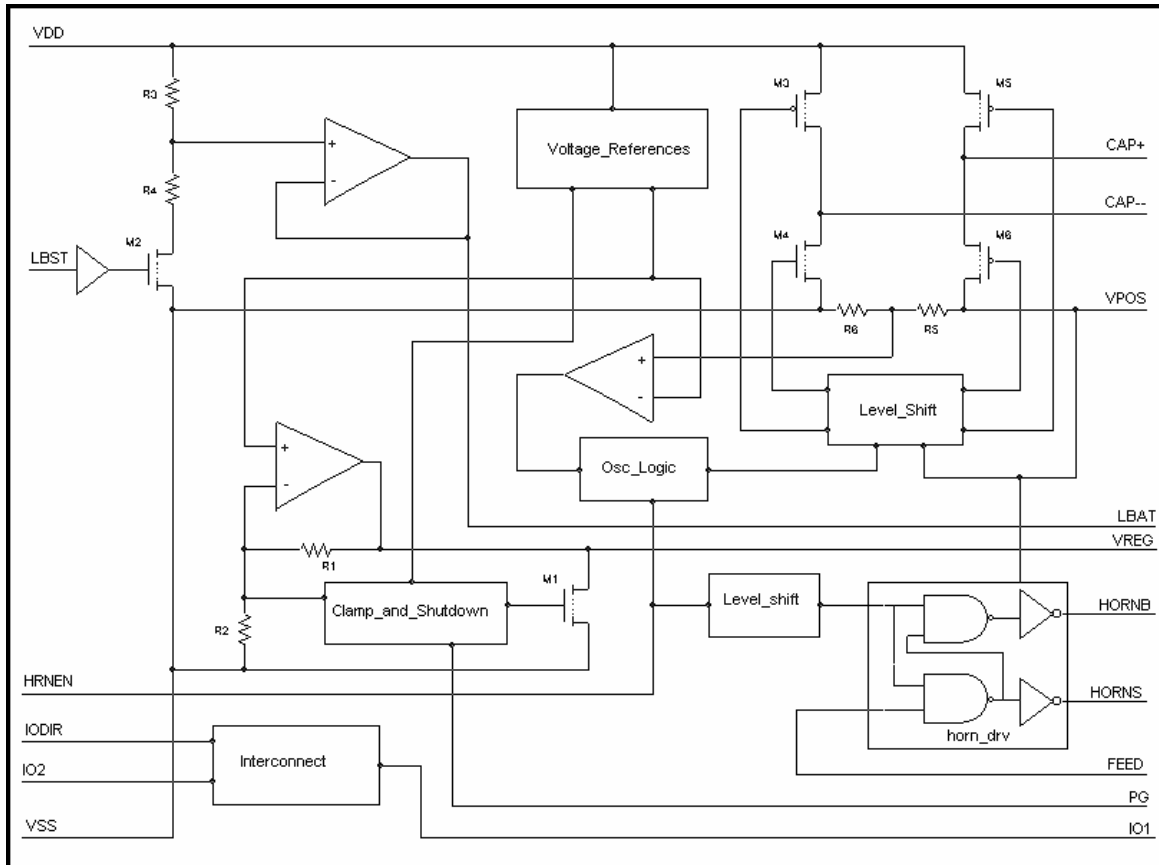 VDD
R3
M3
M5
Voltage_References
+
CAP+
-
R4
CAP--
M2
M4
M6
LBST
VPOS
R6
R5
+
-
Level_Shift
+
Osc_Logic
-
LBAT
VREG
R1
M1
Clamp_and_Shutdown
Level_shift
HORNB
R2
HRNEN
HORNS
IODIR
horn_drv
Interconnect
FEED
IO2
PG
VSS
IO1